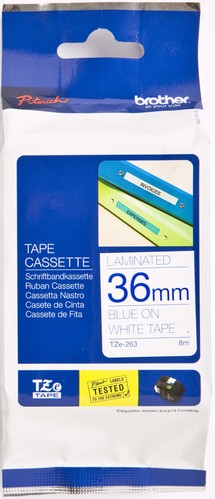 P-touch
brother
at your side
INVOICES
EXPENSES
TAPE
CASSETTE
Schriftbandkassette
Ruban Cassette
Cassetta Nastro
Casete de Cinta
Cassete de Fita
LAMINATED
36mm
BLUE ON
WHITE TAPE
TZe-263 8m
TZe
TAPE
P-touch LABELS
TESTED
TO THE EXTREME